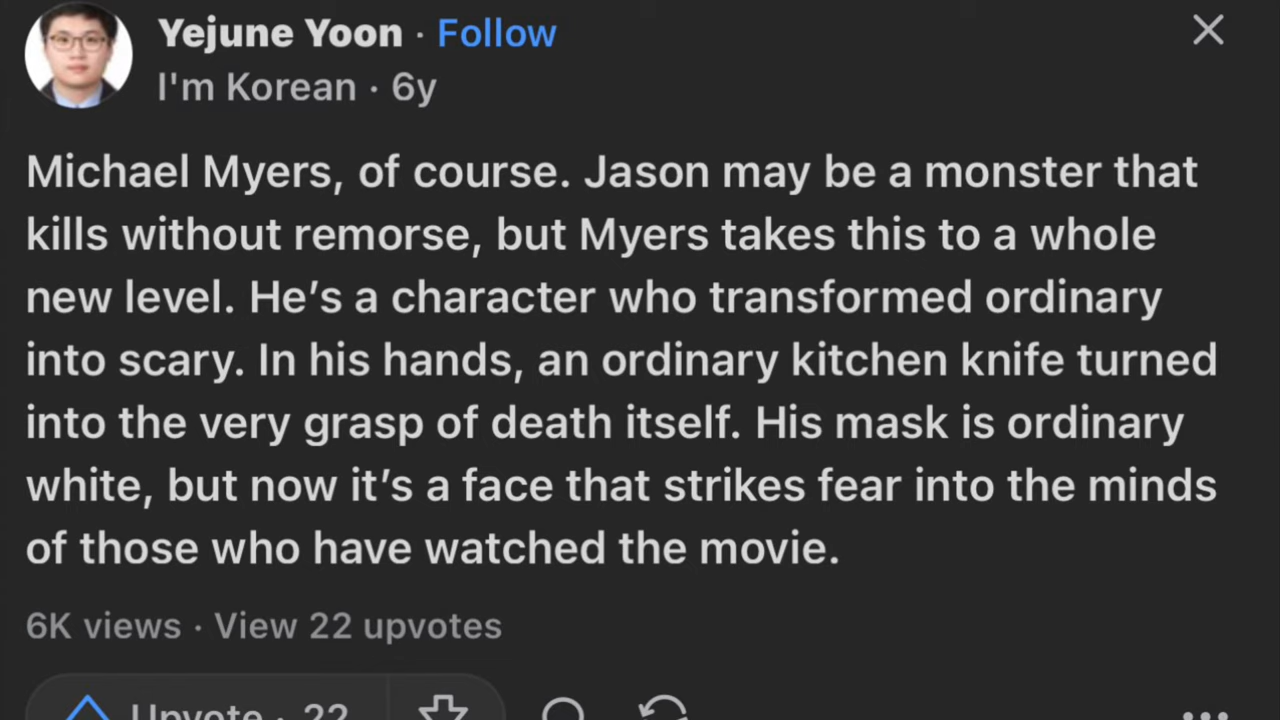 Yejune Yoon · Follow
I'm Korean · 6y
Michael Myers, of course. Jason may be a monster that
kills without remorse, but Myers takes this to a whole
new level. He’s a character who transformed ordinary
into scary. In his hands, an ordinary kitchen knife turned
into the very grasp of death itself. His mask is ordinary
white, but now it’s a face that strikes fear into the minds
of those who have watched the movie.
6K views · View 22 upvotes
Upvote · 22